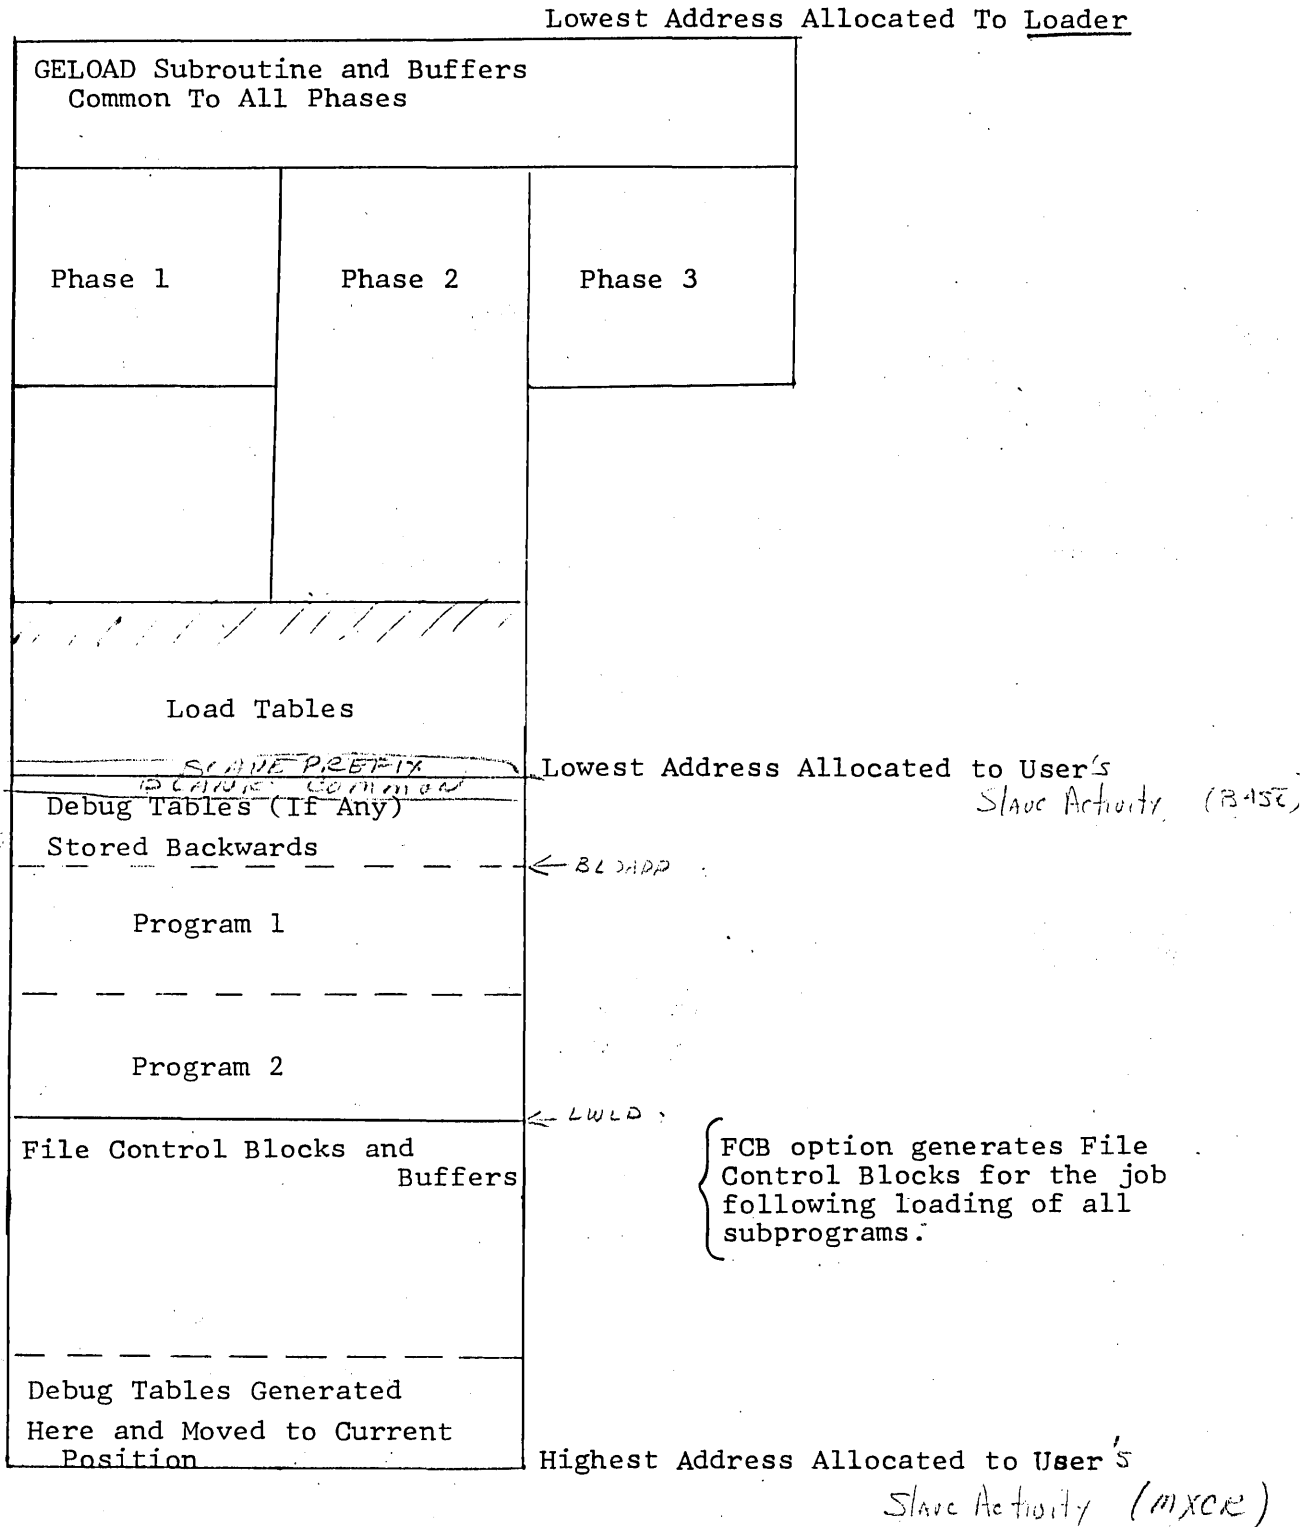 Lowest Address Allocated To Loader
GELOAD Subroutine and Buffers
Common To All Phases
Phase 1
Phase 2
Phase 3
Load Tables
SLAVE PREFIX
BLANK COMMON
Lowest Address Allocated to User's
Slave Activity (BASE)
Debug Tables (If Any)
Stored Backwards
Program 1
Program 2
LWLD
File Control Blocks and
Buffers
FCB option generates File
Control Blocks for the job
following loading of all
subprograms.
Debug Tables Generated
Here and Moved to Current
Position
Highest Address Allocated to User's
Slave Activity (MXCR)